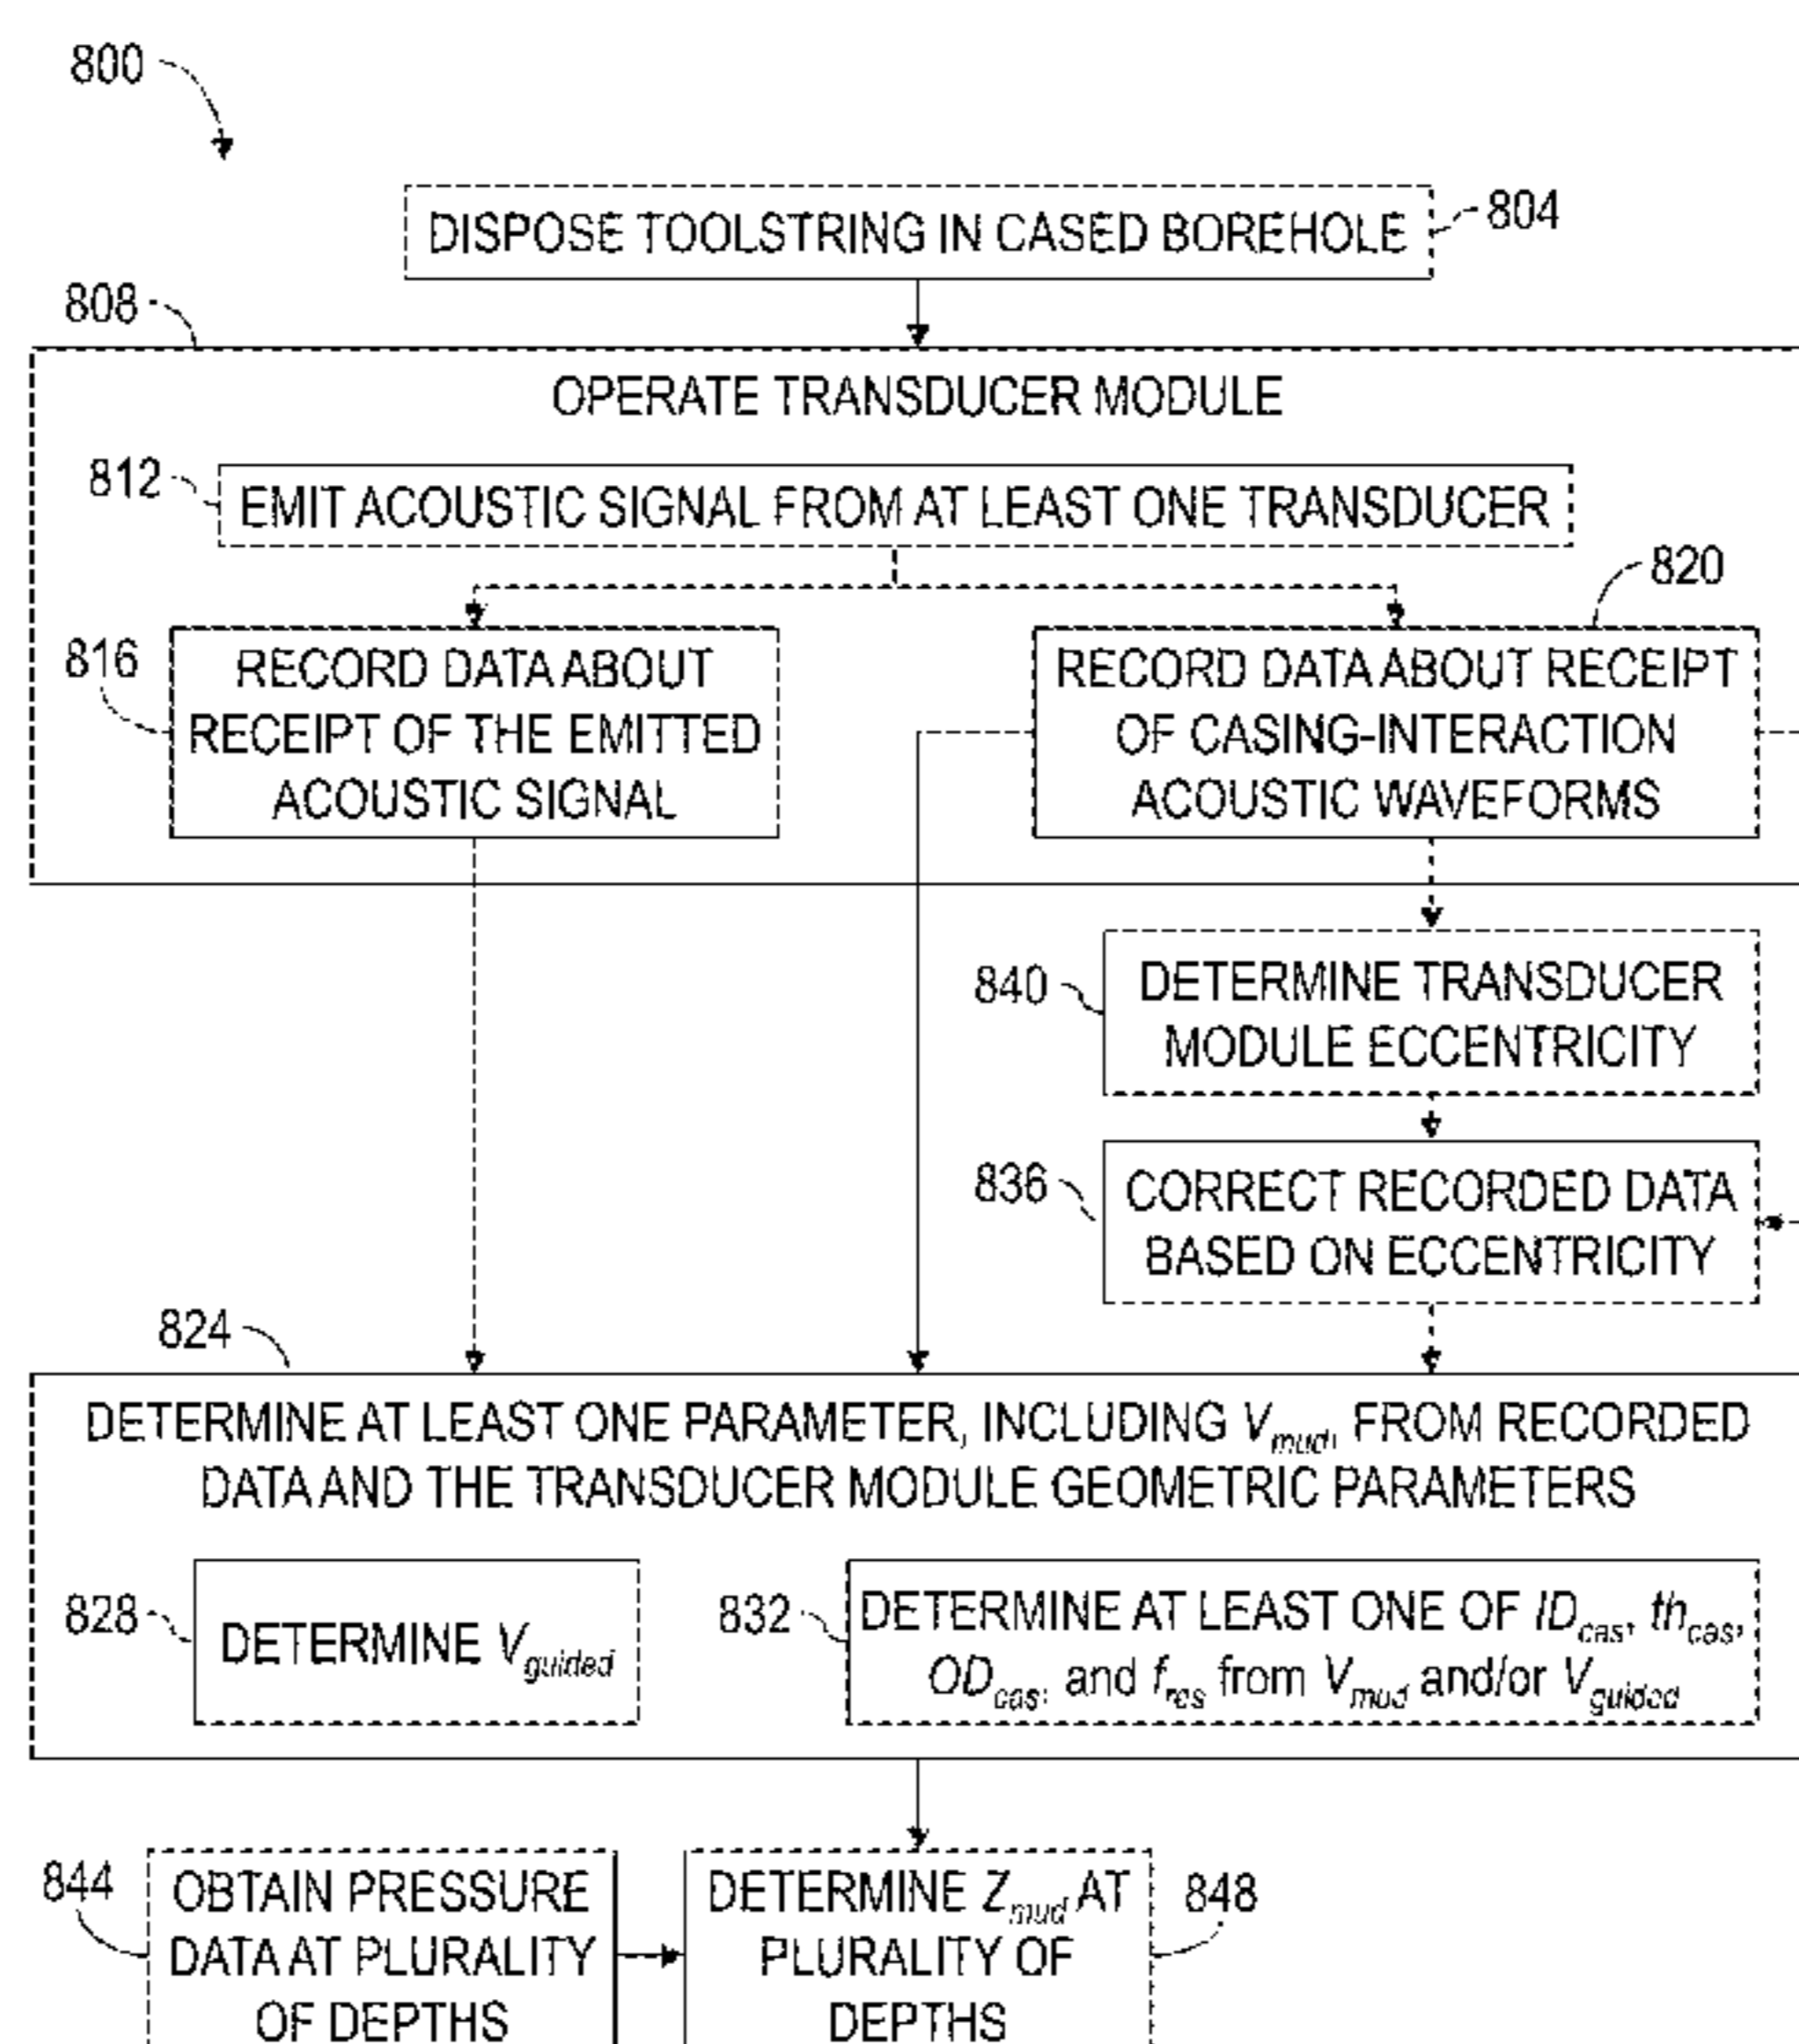 800
DISPOSE TOOLSTRING IN CASED BOREHOLE
804
808
OPERATE TRANSDUCER MODULE
812
EMIT ACOUSTIC SIGNAL FROM AT LEAST ONE TRANSDUCER
820
816
RECORD DATA ABOUT
RECEIPT OF THE EMITTED
ACOUSTIC SIGNAL
RECORD DATA ABOUT RECEIPT
OF CASING-INTERACTION
ACOUSTIC WAVEFORMS
840
DETERMINE TRANSDUCER
MODULE ECCENTRICITY
836
CORRECT RECORDED DATA
BASED ON ECCENTRICITY
824
DETERMINE AT LEAST ONE PARAMETER, INCLUDING Vmud, FROM RECORDED
DATA AND THE TRANSDUCER MODULE GEOMETRIC PARAMETERS
828
DETERMINE Vguided
832
DETERMINE AT LEAST ONE OF IDcas, thcas,
ODcas, and fres from Vmud and/or Vguided
844
OBTAIN PRESSURE
DATA AT PLURALITY
OF DEPTHS
DETERMINE Zmud AT
PLURALITY OF
DEPTHS
848